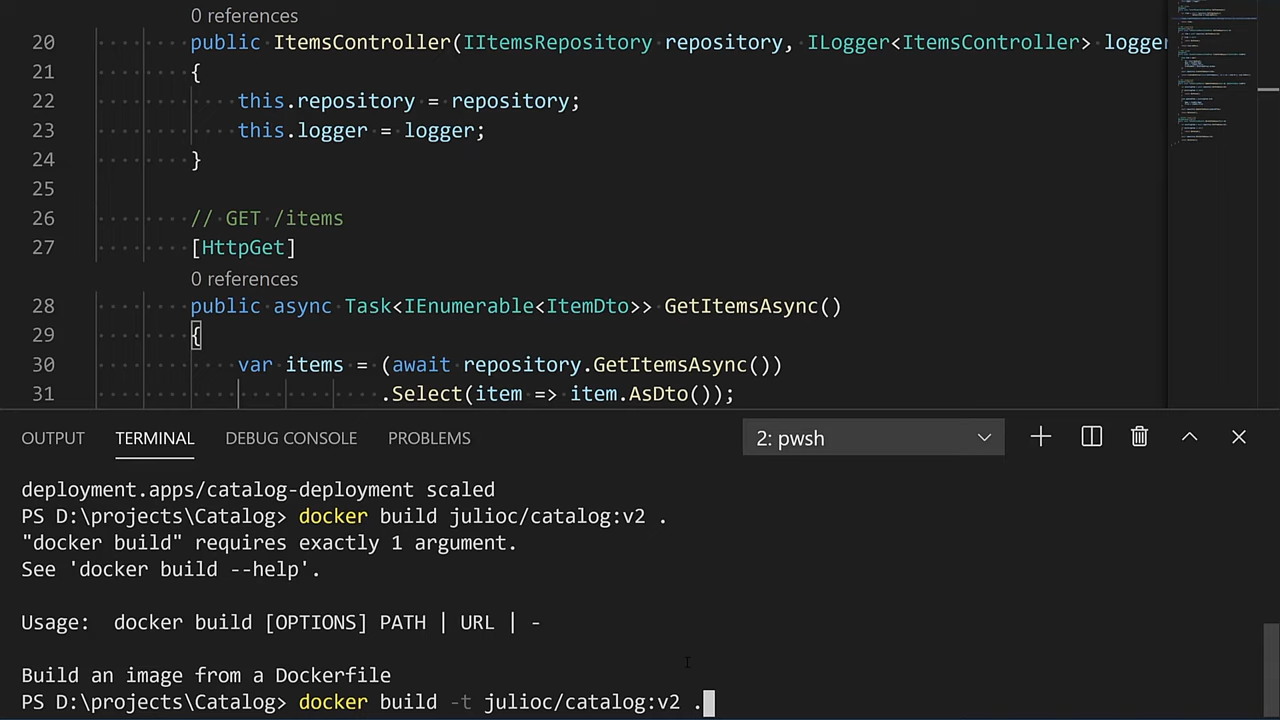 0 references
20 public ItemsController(IItemsRepository repository, ILogger<ItemsController> logger
21 {
22 this.repository = repository;
23 this.logger = logger;
24 }
25
26 // GET /items
27 [HttpGet]
0 references
28 public async Task<IEnumerable<ItemDto>> GetItemsAsync()
29 {
30 var items = (await repository.GetItemsAsync())
31 .Select(item => item.AsDto());
OUTPUT TERMINAL DEBUG CONSOLE PROBLEMS 2: pwsh
deployment.apps/catalog-deployment scaled
PS D:\projects\Catalog> docker build julioc/catalog:v2 .
"docker build" requires exactly 1 argument.
See 'docker build --help'.
Usage:  docker build [OPTIONS] PATH | URL | -
Build an image from a Dockerfile
PS D:\projects\Catalog> docker build -t julioc/catalog:v2 .